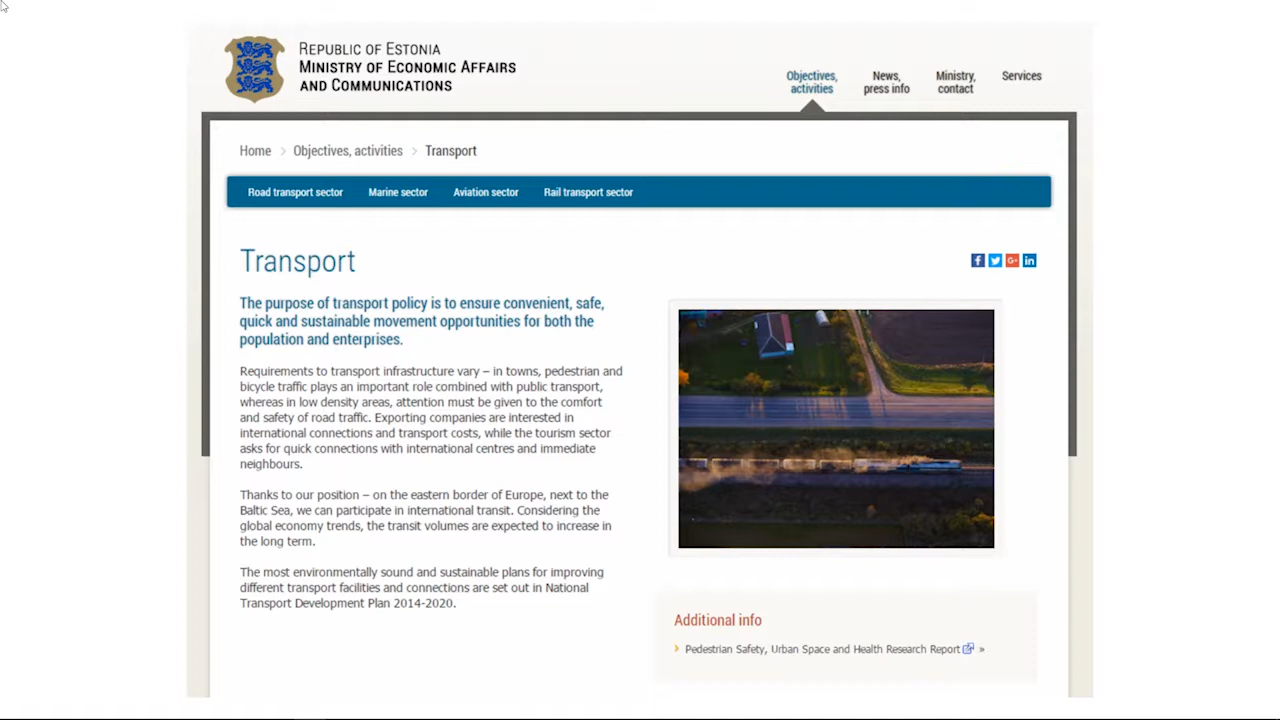 REPUBLIC OF ESTONIA
MINISTRY OF ECONOMIC AFFAIRS
AND COMMUNICATIONS
Objectives,
activities
News,
press info
Ministry,
contact
Services
Home > Objectives, activities > Transport
Road transport sector Marine sector Aviation sector Rail transport sector
Transport
The purpose of transport policy is to ensure convenient, safe,
quick and sustainable movement opportunities for both the
population and enterprises.
Requirements to transport infrastructure vary – in towns, pedestrian and
bicycle traffic plays an important role combined with public transport,
whereas in low density areas, attention must be given to the comfort
and safety of road traffic. Exporting companies are interested in
international connections and transport costs, while the tourism sector
asks for quick connections with international centres and immediate
neighbours.
Thanks to our position – on the eastern border of Europe, next to the
Baltic Sea, we can participate in international transit. Considering the
global economy trends, the transit volumes are expected to increase in
the long term.
The most environmentally sound and sustainable plans for improving
different transport facilities and connections are set out in National
Transport Development Plan 2014-2020.
Additional info
Pedestrian Safety, Urban Space and Health Research Report »